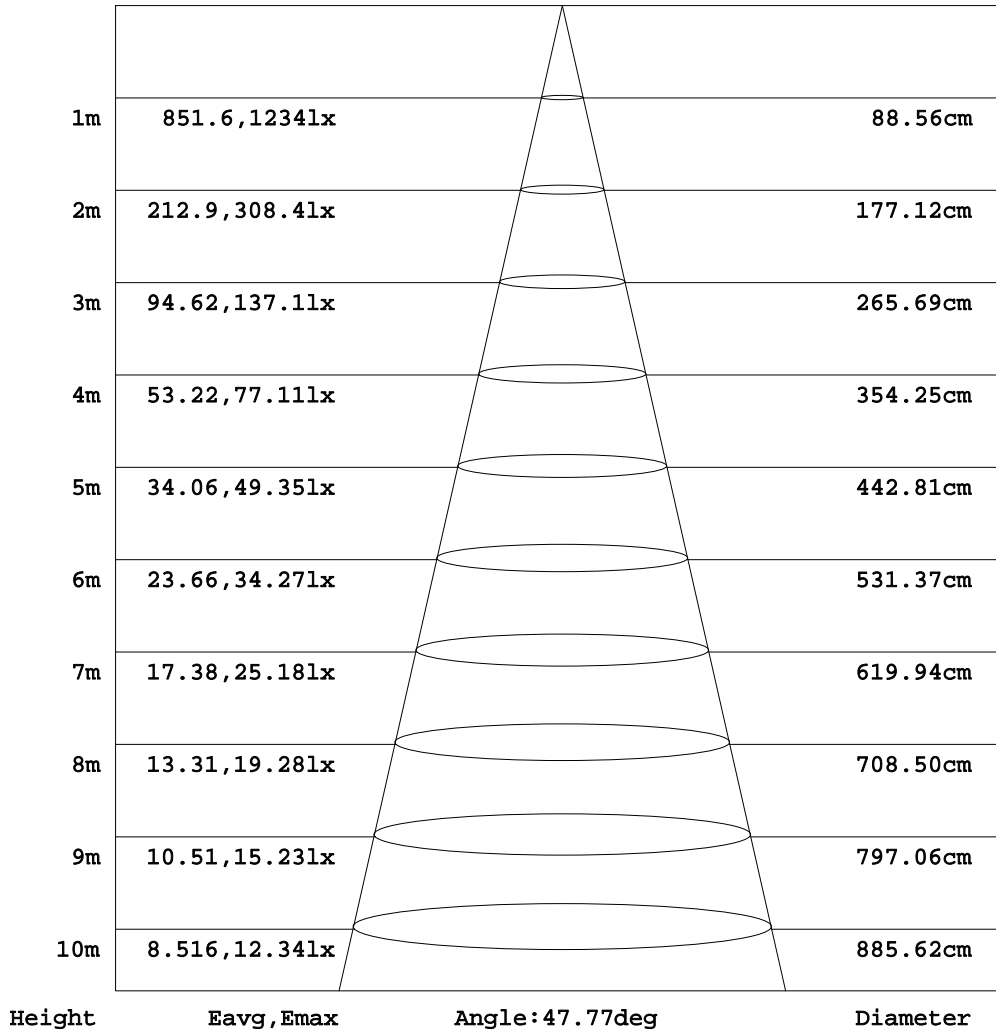 1m 851.6,1234lx 88.56cm
2m 212.9,308.4lx 177.12cm
3m 94.62,137.1lx 265.69cm
4m 53.22,77.11lx 354.25cm
5m 34.06,49.35lx 442.81cm
6m 23.66,34.27lx 531.37cm
7m 17.38,25.18lx 619.94cm
8m 13.31,19.28lx 708.50cm
9m 10.51,15.23lx 797.06cm
10m 8.516,12.34lx 885.62cm
Height Eavg,Emax Angle:47.77deg Diameter